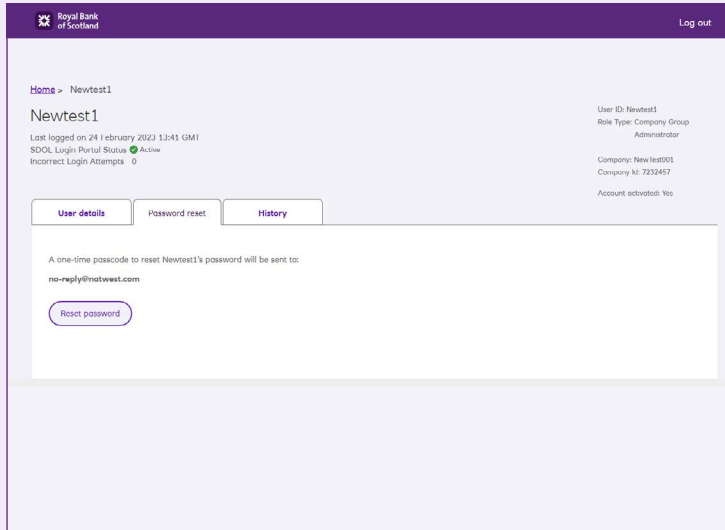 Royal Bank
of Scotland
Log out
Home > Newtest1
Newtest1
Last logged on 24 February 2023 13:41 GMT
SDOL Login Portal Status Active
Incorrect Login Attempts 0
User ID: Newtest1
Role Type: Company Group
Administrator
Company: NewTest001
Company Id: 7232457
Account activated: Yes
User details
Password reset
History
A one-time passcode to reset Newtest1's password will be sent to:
no-reply@natwest.com
Reset password